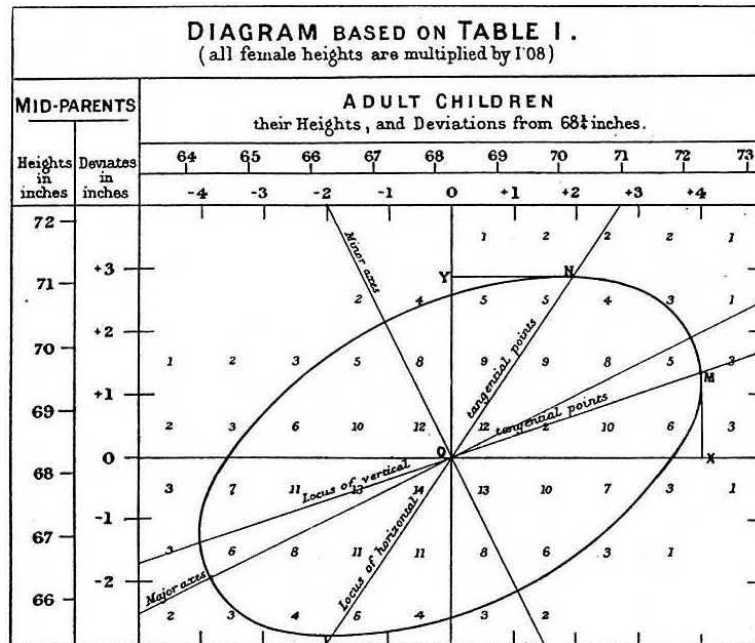 DIAGRAM BASED ON TABLE I.
(all female heights are multiplied by 1'08)
MID-PARENTS
ADULT CHILDREN
their Heights, and Deviations from 68¼ inches.
Heights in inches
Deviates in inches
64 65 66 67 68 69 70 71 72 73
-4 -3 -2 -1 0 +1 +2 +3 +4
72
1 2 2 2 1
Minor axes
+3
Y N
71
2 4 5 5 4 3 1
+2
tangential points
70
1 2 3 5 8 9 9 8 5 3
M
+1
69
tangential points
2 3 6 10 12 12 10 6 3
0
O X
68
Locus of vertical
3 7 11 13 14 13 10 7 3 1
-1
67
Locus of horizontal
3 6 8 11 11 8 6 3 1
-2
Major axes
66
2 3 4 5 4 3 2